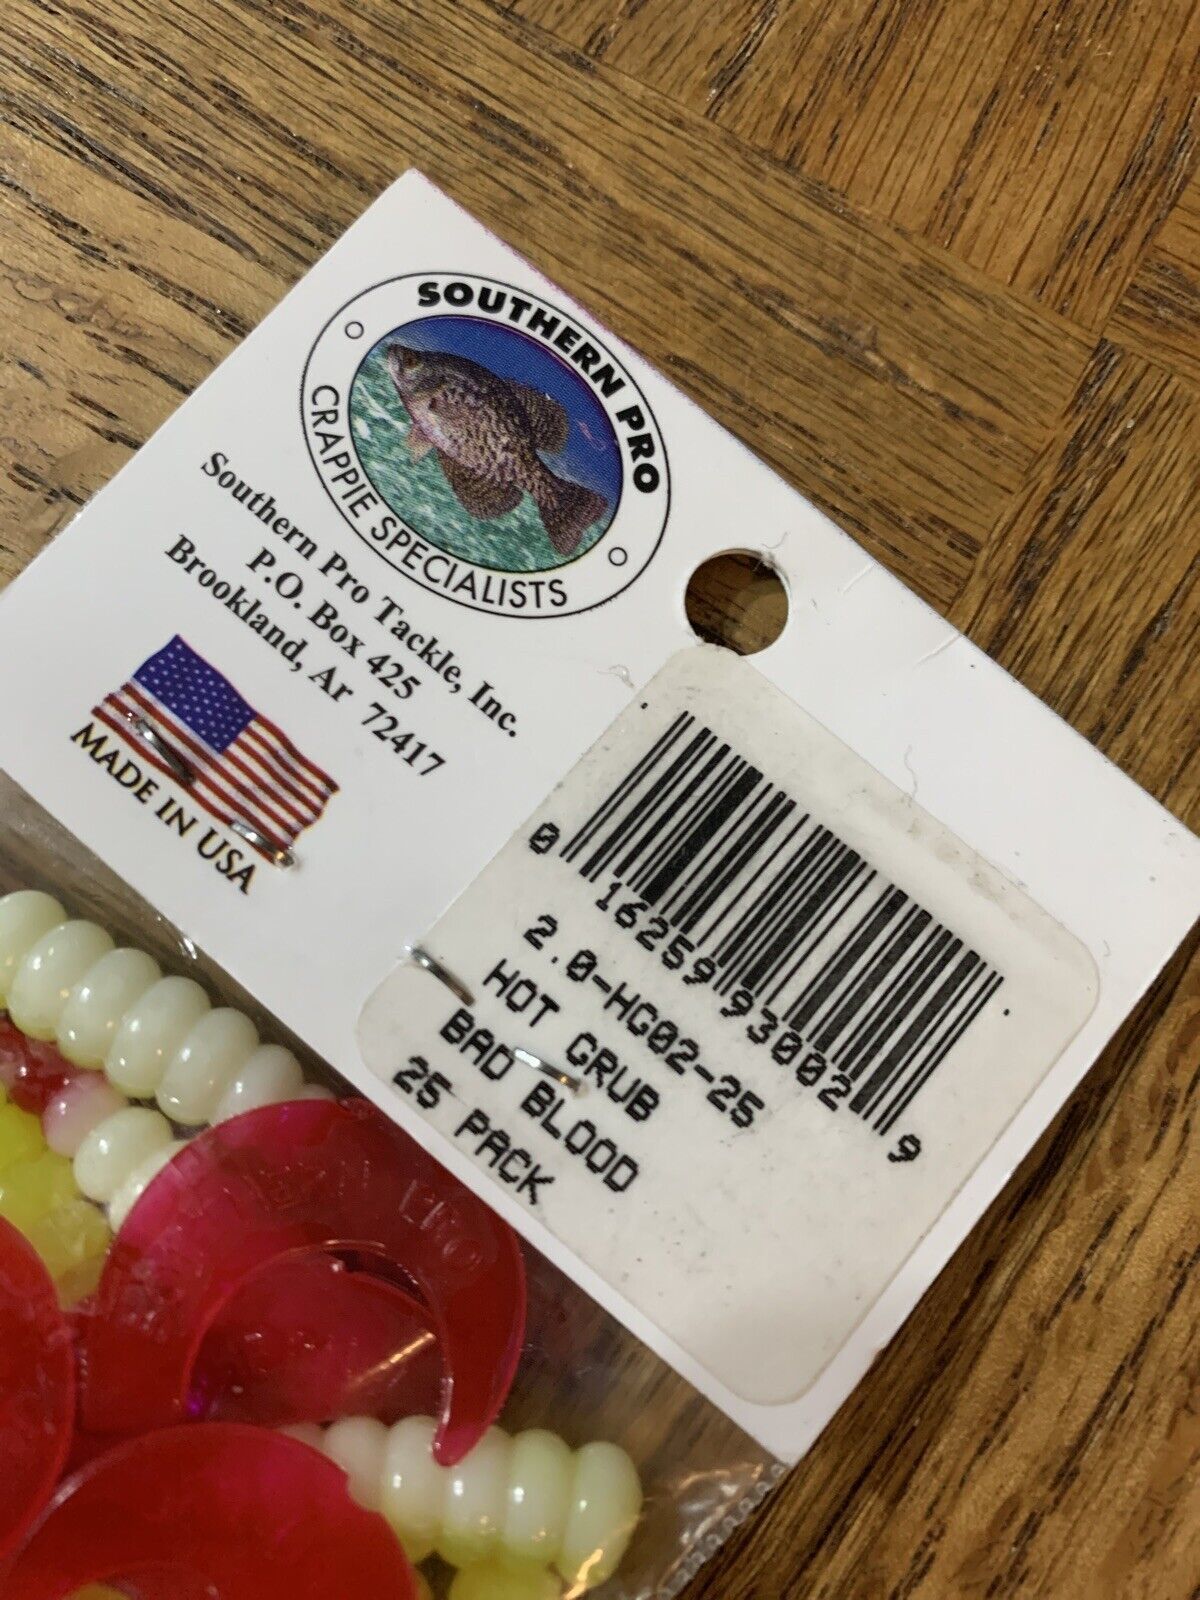 SOUTHERN PRO
CRAPPIE SPECIALISTS
Southern Pro Tackle, Inc.
P.O. Box 425
Brookland, Ar 72417
MADE IN USA
0 16259 93002 9
2.0-HG02-25
HOT GRUB
BAD BLOOD
25 PACK